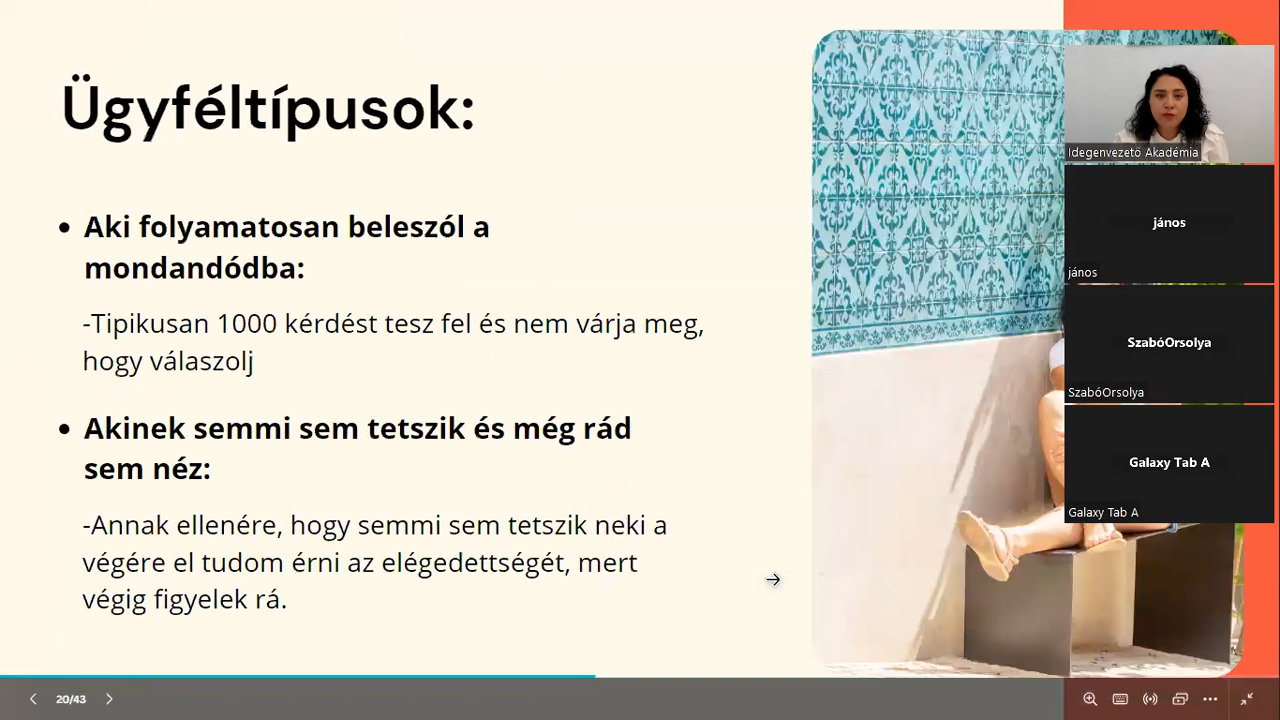 Ügyféltípusok:
• Aki folyamatosan beleszól a
mondandódba:
-Tipikusan 1000 kérdést tesz fel és nem várja meg,
hogy válaszolj
• Akinek semmi sem tetszik és még rád
sem néz:
-Annak ellenére, hogy semmi sem tetszik neki a
végére el tudom érni az elégedettségét, mert
végig figyelek rá.
Idegenvezető Akadémia
jános
jános
SzabóOrsolya
SzabóOrsolya
Galaxy Tab A
Galaxy Tab A
20/43